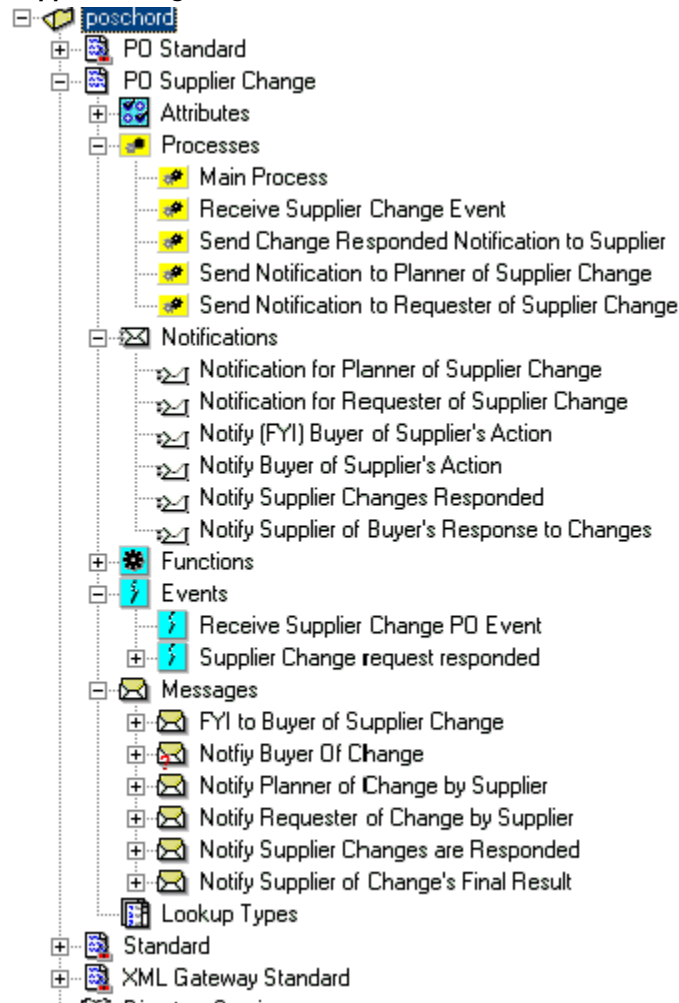 poschord
PO Standard
PO Supplier Change
Attributes
Processes
Main Process
Receive Supplier Change Event
Send Change Responded Notification to Supplier
Send Notification to Planner of Supplier Change
Send Notification to Requester of Supplier Change
Notifications
Notification for Planner of Supplier Change
Notification for Requester of Supplier Change
Notify (FYI) Buyer of Supplier's Action
Notify Buyer of Supplier's Action
Notify Supplier Changes Responded
Notify Supplier of Buyer's Response to Changes
Functions
Events
Receive Supplier Change PO Event
Supplier Change request responded
Messages
FYI to Buyer of Supplier Change
Notfiy Buyer Of Change
Notify Planner of Change by Supplier
Notify Requester of Change by Supplier
Notify Supplier Changes are Responded
Notify Supplier of Change's Final Result
Lookup Types
Standard
XML Gateway Standard